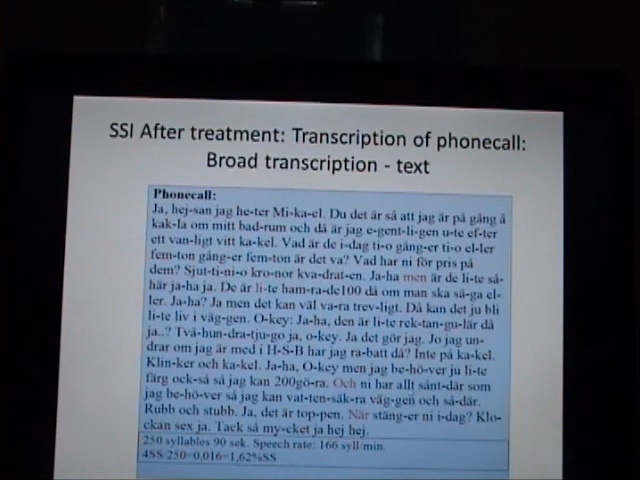 SSI After treatment: Transcription of phonecall:
Broad transcription - text
Phonecall:
Ja, hej-san jag he-ter Mi-ka-el. Du det är så att jag är på gång å
kak-la om mitt bad-rum och då är jag e-gent-li-gen u-te ef-ter
ett van-ligt vitt ka-kel. Vad är de i-dag ti-o gång-er ti-o el-ler
fem-ton gång-er fem-ton är det va? Vad har ni för pris på
dem? Sjut-ti-ni-o kro-nor kva-drat-en. Ja-ha men är de li-te så-
här ja-ha ja. De är li-te ham-ra-de100 då om man ska sä-ga el-
ler. Ja-ha? Ja men det kan väl va-ra trev-ligt. Då kan det ju bli
li-te liv i väg-gen. O-key: Ja-ha, den är li-te rek-tan-gu-lär då
ja..? Två-hun-dra-tju-go ja, o-key. Ja det gör jag. Jo jag un-
drar om jag är med i H-S-B har jag ra-batt då? Inte på ka-kel.
Klin-ker och ka-kel. Ja-ha, O-key men jag be-hö-ver ju li-te
färg ock-så så jag kan 200gö-ra. Och ni har allt sånt-där som
jag be-hö-ver så jag kan vat-ten-säk-ra väg-gen och så-där.
Rubb och stubb. Ja, det är top-pen. När stäng-er ni i-dag? Klo-
ckan sex ja. Tack så my-cket ja hej hej.
250 syllables 90 sek. Speech rate: 166 syll/min.
4SS/250=0,016=1,62%SS